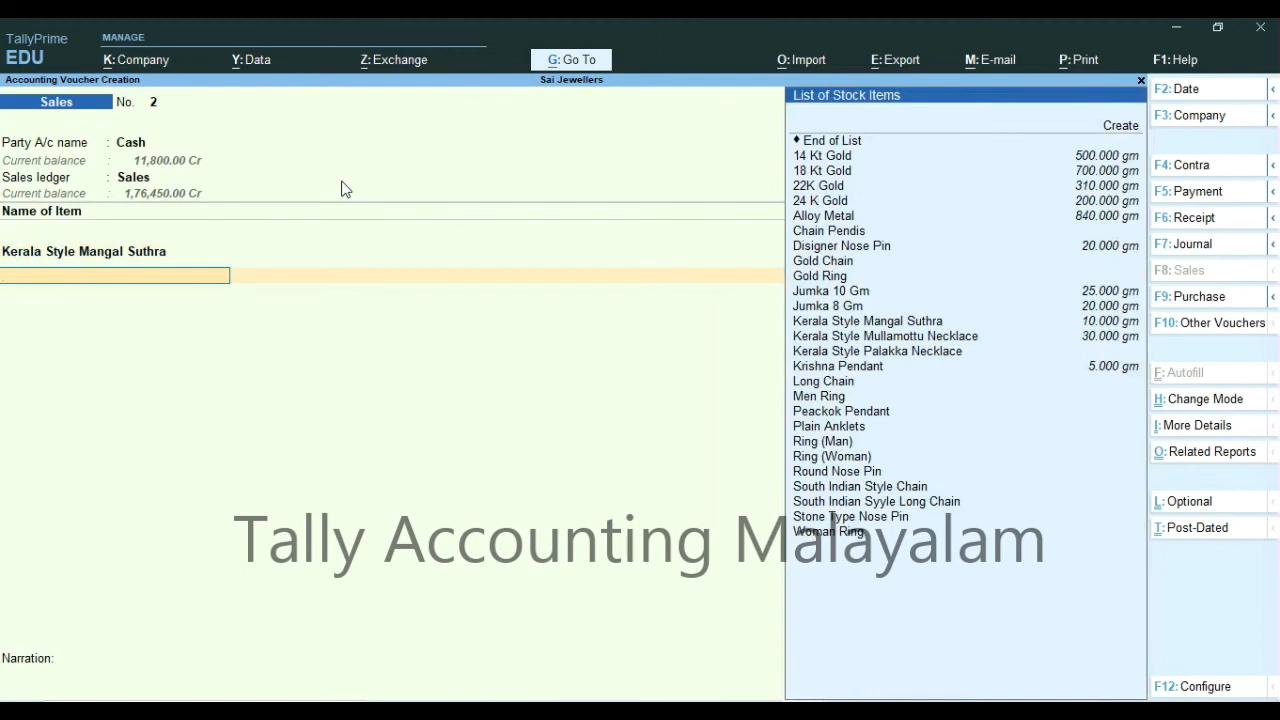 TallyPrime
EDU
MANAGE
K: Company
Y: Data
Z: Exchange
G: Go To
O: Import
E: Export
M: E-mail
P: Print
F1: Help
Accounting Voucher Creation
Sai Jewellers
Sales No. 2
Party A/c name : Cash
Current balance : 11,800.00 Cr
Sales ledger : Sales
Current balance : 1,76,450.00 Cr
Name of Item
Kerala Style Mangal Suthra
Narration:
List of Stock Items
Create
♦ End of List
14 Kt Gold 500.000 gm
18 Kt Gold 700.000 gm
22K Gold 310.000 gm
24 K Gold 200.000 gm
Alloy Metal 840.000 gm
Chain Pendis
Disigner Nose Pin 20.000 gm
Gold Chain
Gold Ring
Jumka 10 Gm 25.000 gm
Jumka 8 Gm 20.000 gm
Kerala Style Mangal Suthra 10.000 gm
Kerala Style Mullamottu Necklace 30.000 gm
Kerala Style Palakka Necklace
Krishna Pendant 5.000 gm
Long Chain
Men Ring
Peackok Pendant
Plain Anklets
Ring (Man)
Ring (Woman)
Round Nose Pin
South Indian Style Chain
South Indian Syyle Long Chain
Stone Type Nose Pin
Woman Ring
Tally Accounting Malayalam
F2: Date
F3: Company
F4: Contra
F5: Payment
F6: Receipt
F7: Journal
F8: Sales
F9: Purchase
F10: Other Vouchers
F: Autofill
H: Change Mode
I: More Details
O: Related Reports
L: Optional
T: Post-Dated
F12: Configure